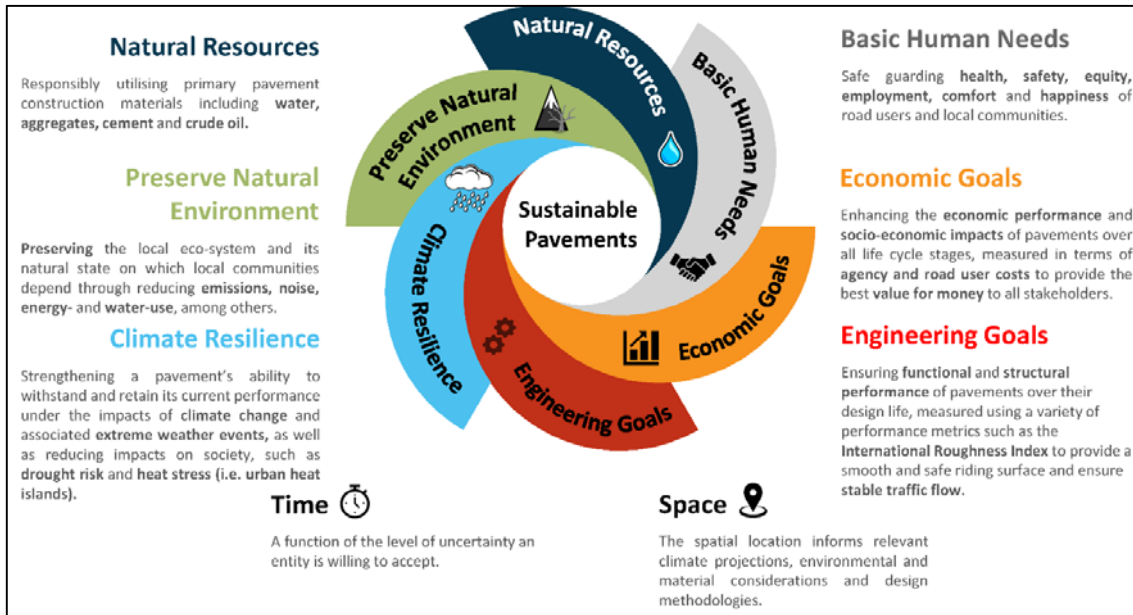 Natural Resources
Responsibly utilising primary pavement
construction materials including water,
aggregates, cement and crude oil.
Preserve Natural
Environment
Preserving the local eco-system and its
natural state on which local communities
depend through reducing emissions, noise,
energy- and water-use, among others.
Climate Resilience
Strengthening a pavement's ability to
withstand and retain its current performance
under the impacts of climate change and
associated extreme weather events, as well
as reducing impacts on society, such as
drought risk and heat stress (i.e. urban heat
islands).
Natural Resources
Basic Human Needs
Economic Goals
Engineering Goals
Climate Resilience
Preserve Natural
Environment
Sustainable
Pavements
Basic Human Needs
Safe guarding health, safety, equity,
employment, comfort and happiness of
road users and local communities.
Economic Goals
Enhancing the economic performance and
socio-economic impacts of pavements over
all life cycle stages, measured in terms of
agency and road user costs to provide the
best value for money to all stakeholders.
Engineering Goals
Ensuring functional and structural
performance of pavements over their
design life, measured using a variety of
performance metrics such as the
International Roughness Index to provide a
smooth and safe riding surface and ensure
stable traffic flow.
Time
A function of the level of uncertainty an
entity is willing to accept.
Space
The spatial location informs relevant
climate projections, environmental and
material considerations and design
methodologies.